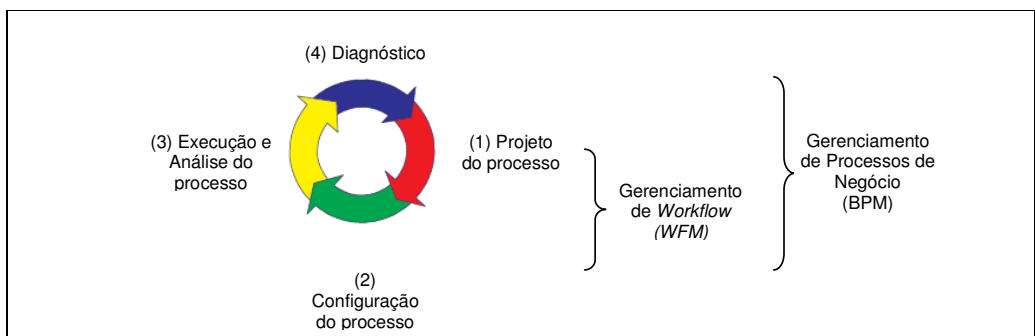 (4) Diagnóstico
(3) Execução e
Análise do
processo
(1) Projeto
do processo
(2)
Configuração
do processo
Gerenciamento
de Workflow
(WFM)
Gerenciamento
de Processos de
Negócio
(BPM)